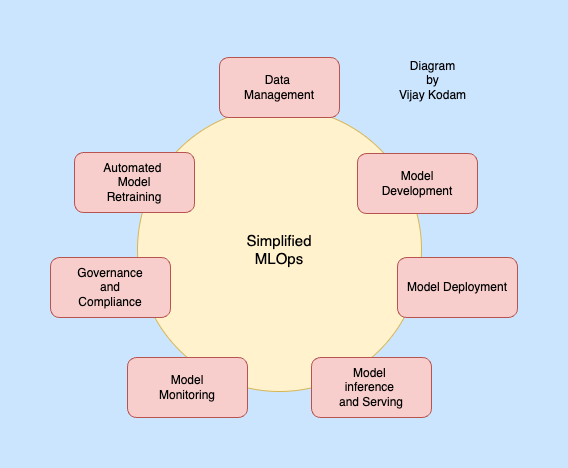 Data
Management
Diagram
by
Vijay Kodam
Automated
Model
Retraining
Model
Development
Simplified
MLOps
Governance
and
Compliance
Model Deployment
Model
Monitoring
Model
inference
and Serving